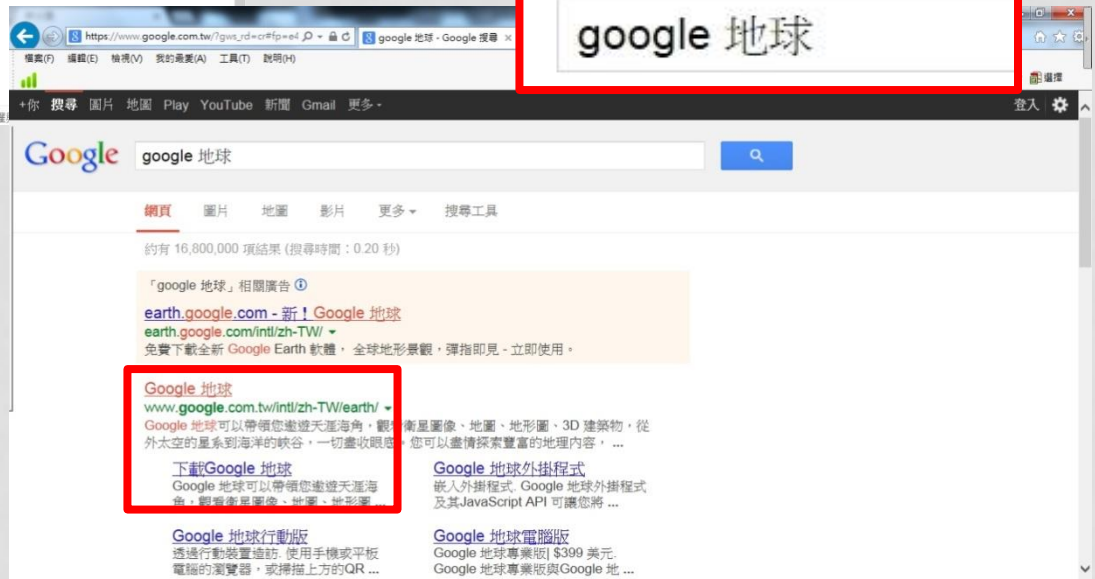 google 地球
https://www.google.com.tw/?gws_rd=cr#fp=e4
google 地球 - Google 搜尋
檔案(F) 編輯(E) 檢視(V) 我的最愛(A) 工具(T) 說明(H)
選擇
+你 搜尋 圖片 地圖 Play YouTube 新聞 Gmail 更多
登入
Google google 地球
網頁 圖片 地圖 影片 更多 搜尋工具
約有 16,800,000 項結果 (搜尋時間：0.20 秒)
「google 地球」相關廣告
earth.google.com - 新！Google 地球
earth.google.com/intl/zh-TW/
免費下載全新 Google Earth 軟體， 全球地形景觀，彈指即見 - 立即使用。
Google 地球
www.google.com.tw/intl/zh-TW/earth/
Google 地球可以帶領您遨遊天涯海角，觀看衛星圖像、地圖、地形圖、3D 建築物，從
外太空的星系到海洋的峽谷，一切盡收眼底。您可以盡情探索豐富的地理內容， ...
下載Google 地球
Google 地球可以帶領您遨遊天涯海
角，觀看衛星圖像、地圖、地形圖 ...
Google 地球外掛程式
嵌入外掛程式. Google 地球外掛程式
及其JavaScript API 可讓您將 ...
Google 地球行動版
透過行動裝置造訪. 使用手機或平板
電腦的瀏覽器，或掃描上方的QR ...
Google 地球電腦版
Google 地球專業版| $399 美元.
Google 地球專業版與Google 地 ...